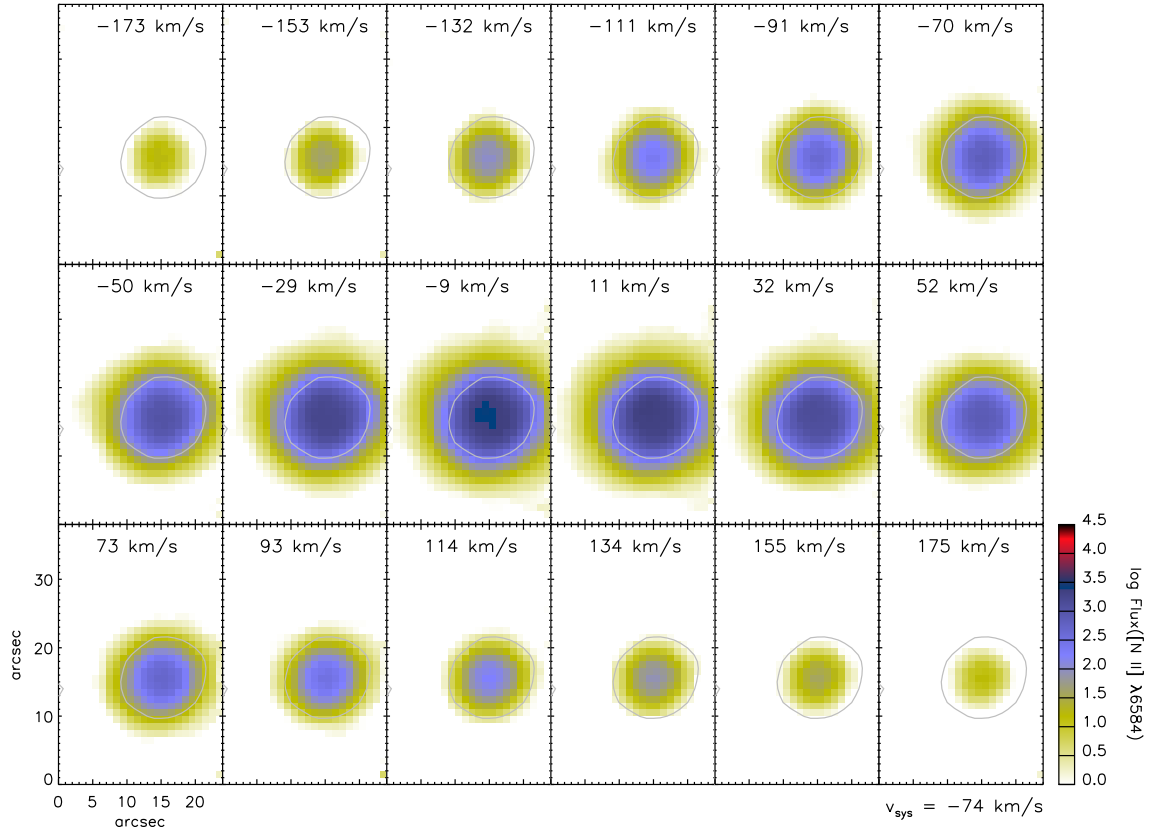 −173 km/s −153 km/s −132 km/s −111 km/s −91 km/s −70 km/s
−50 km/s −29 km/s −9 km/s 11 km/s 32 km/s 52 km/s
73 km/s 93 km/s 114 km/s 134 km/s 155 km/s 175 km/s
30
20
10
0
arcsec
0 5 10 15 20
arcsec
4.5
4.0
3.5
3.0
2.5
2.0
1.5
1.0
0.5
0.0
log Flux([N II] λ6584)
v_sys = −74 km/s